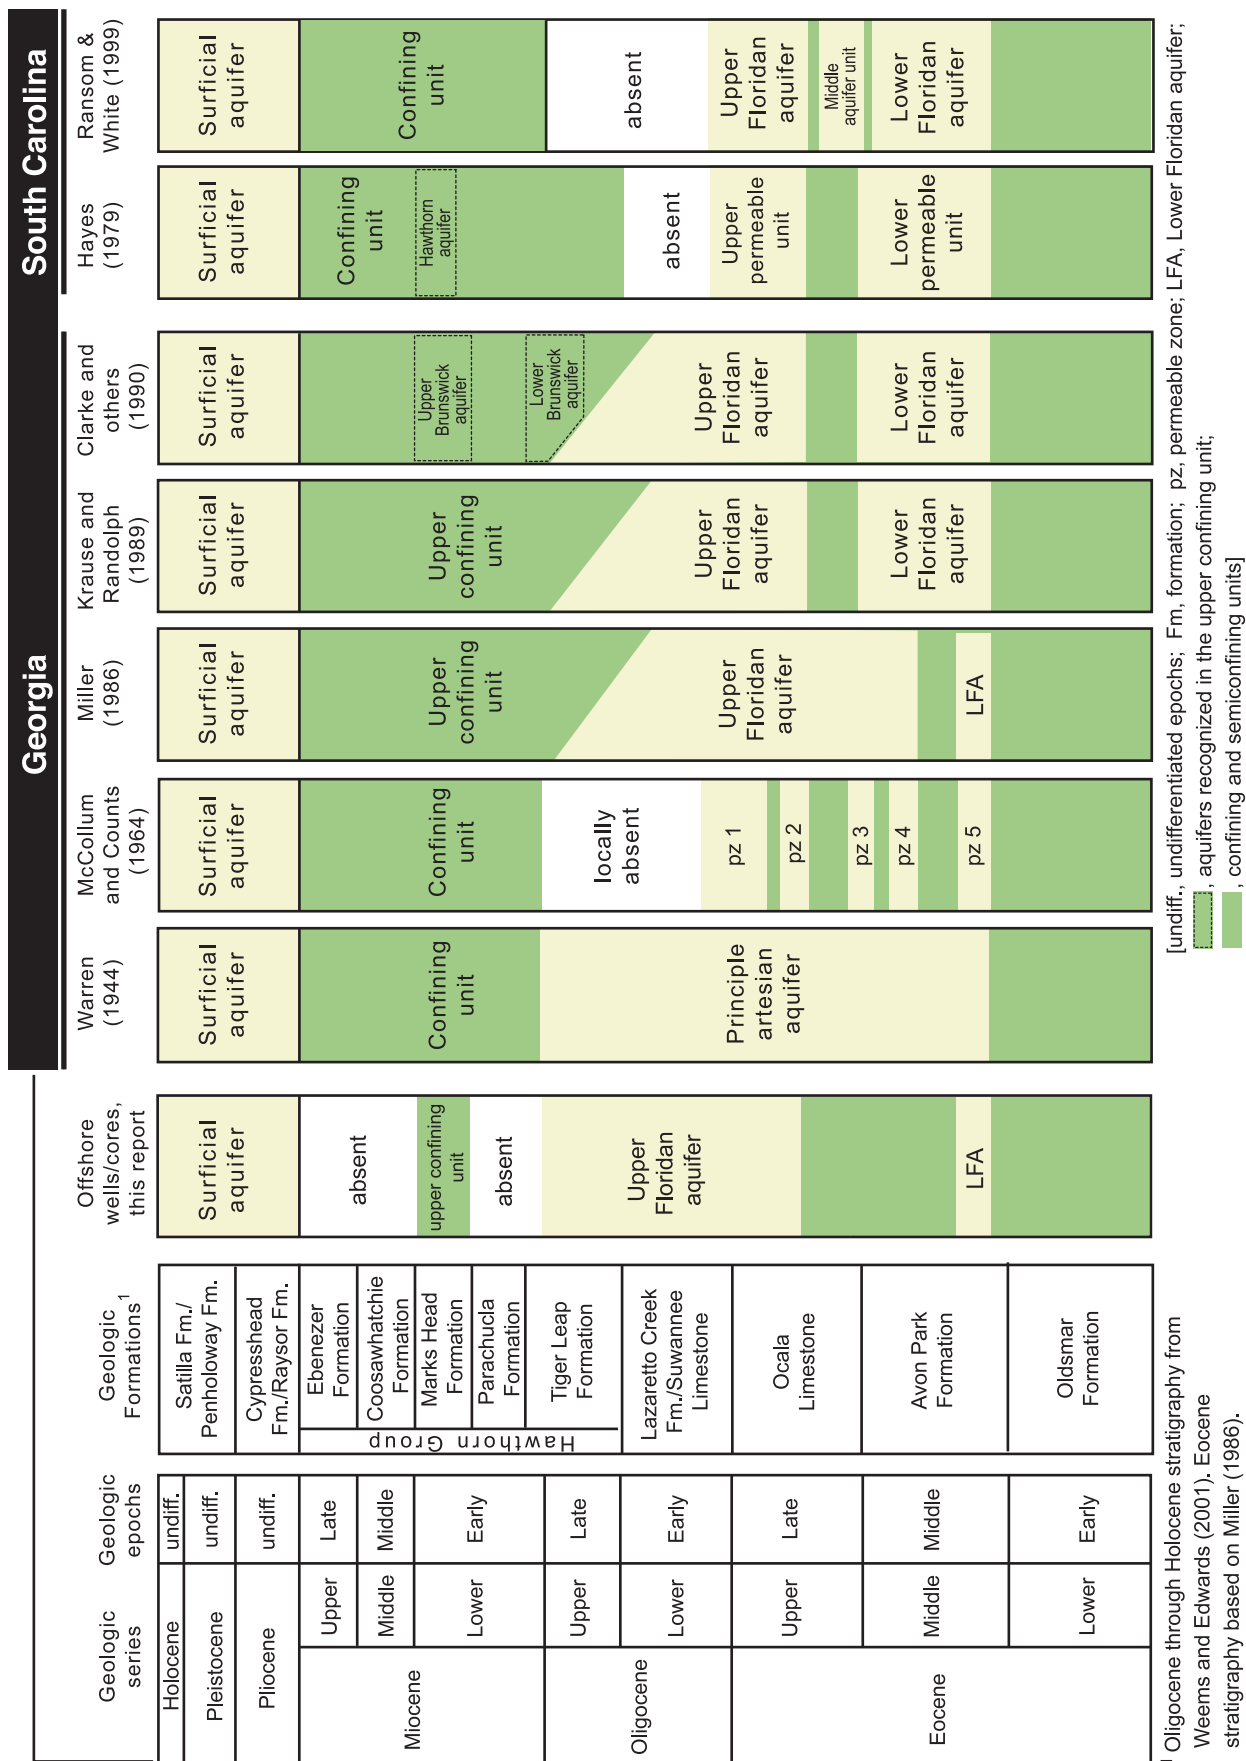 Georgia
South Carolina
Geologic
series
Geologic
epochs
Geologic
Formations1
Offshore
wells/cores,
this report
Warren
(1944)
McCollum
and Counts
(1964)
Miller
(1986)
Krause and
Randolph
(1989)
Clarke and
others
(1990)
Hayes
(1979)
Ransom &
White (1999)
Holocene
Pleistocene
Pliocene
Miocene
Upper
Middle
Lower
Oligocene
Upper
Lower
Eocene
Upper
Middle
Lower
undiff.
undiff.
undiff.
Late
Middle
Early
Late
Early
Late
Middle
Early
Satilla Fm./
Penholoway Fm.
Cypresshead
Fm./Raysor Fm.
Hawthorn Group
Ebenezer
Formation
Coosawhatchie
Formation
Marks Head
Formation
Parachucla
Formation
Tiger Leap
Formation
Lazaretto Creek
Fm./Suwannee
Limestone
Ocala
Limestone
Avon Park
Formation
Oldsmar
Formation
Surficial
aquifer
absent
upper confining
unit
absent
Upper
Floridan
aquifer
LFA
Surficial
aquifer
Confining
unit
Principle
artesian
aquifer
Surficial
aquifer
Confining
unit
locally
absent
pz 1
pz 2
pz 3
pz 4
pz 5
Surficial
aquifer
Upper
confining
unit
Upper
Floridan
aquifer
LFA
Surficial
aquifer
Upper
confining
unit
Upper
Floridan
aquifer
Lower
Floridan
aquifer
Surficial
aquifer
Upper
Brunswick
aquifer
Lower
Brunswick
aquifer
Upper
Floridan
aquifer
Lower
Floridan
aquifer
Surficial
aquifer
Confining
unit
Hawthorn
aquifer
absent
Upper
permeable
unit
Lower
permeable
unit
Surficial
aquifer
Confining
unit
absent
Upper
Floridan
aquifer
Middle
aquifer unit
Lower
Floridan
aquifer
1 Oligocene through Holocene stratigraphy from
Weems and Edwards (2001). Eocene
stratigraphy based on Miller (1986).
[undiff., undifferentiated epochs; Fm, formation; pz, permeable zone; LFA, Lower Floridan aquifer;
, aquifers recognized in the upper confining unit;
, confining and semiconfining units]